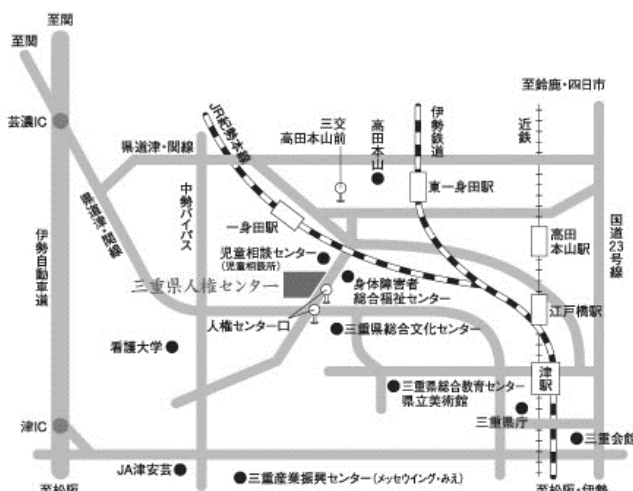 至関
至関
至鈴鹿・四日市
芸濃IC
JR紀勢本線
三交
高田本山前
高田本山
伊勢鉄道
近鉄
県道津・関線
東一身田駅
中勢バイパス
県道津・関線
一身田駅
高田
本山駅
国道23号線
伊勢自動車道
児童相談センター
(児童相談所)
三重県人権センター
身体障害者
総合福祉センター
江戸橋駅
人権センター口
三重県総合文化センター
看護大学
津駅
三重県総合教育センター
県立美術館
三重県庁
津IC
三重会館
JA津安芸
三重産業振興センター(メッセウイング・みえ)
至松阪
至松阪・伊勢